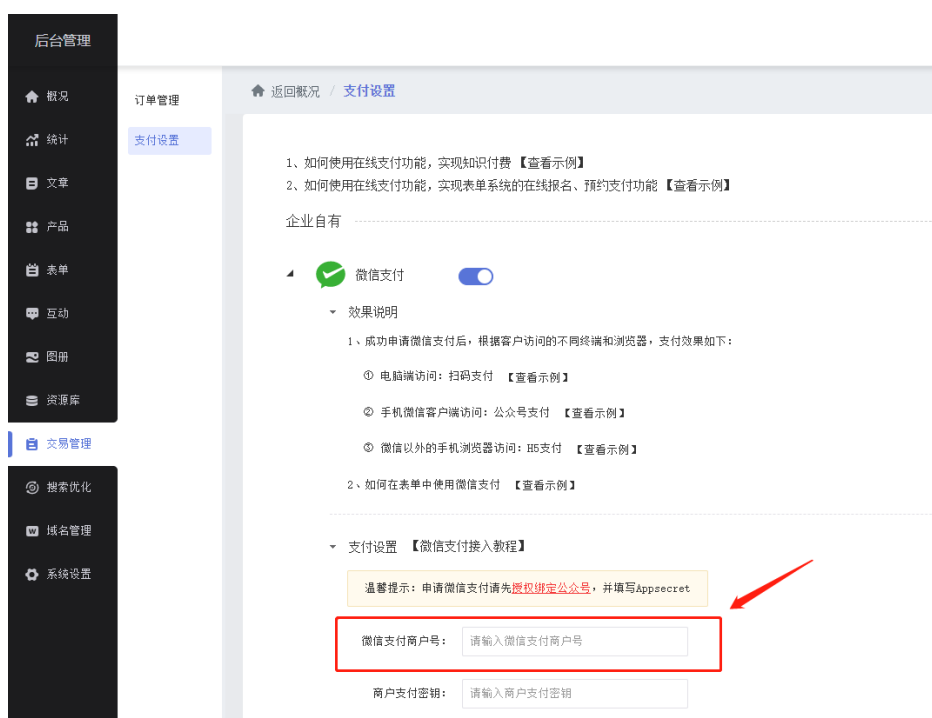 后台管理
概况
统计
文章
产品
表单
互动
图册
资源库
交易管理
搜索优化
域名管理
系统设置
订单管理
支付设置
返回概况 / 支付设置
1、如何使用在线支付功能，实现知识付费 【查看示例】
2、如何使用在线支付功能，实现表单系统的在线报名、预约支付功能 【查看示例】
企业自有
微信支付
效果说明
1、成功申请微信支付后，根据客户访问的不同终端和浏览器，支付效果如下：
① 电脑端访问：扫码支付 【查看示例】
② 手机微信客户端访问：公众号支付 【查看示例】
③ 微信以外的手机浏览器访问：H5支付 【查看示例】
2、如何在表单中使用微信支付 【查看示例】
支付设置 【微信支付接入教程】
温馨提示：申请微信支付请先授权绑定公众号，并填写Appsecret
微信支付商户号： 请输入微信支付商户号
商户支付密钥： 请输入商户支付密钥